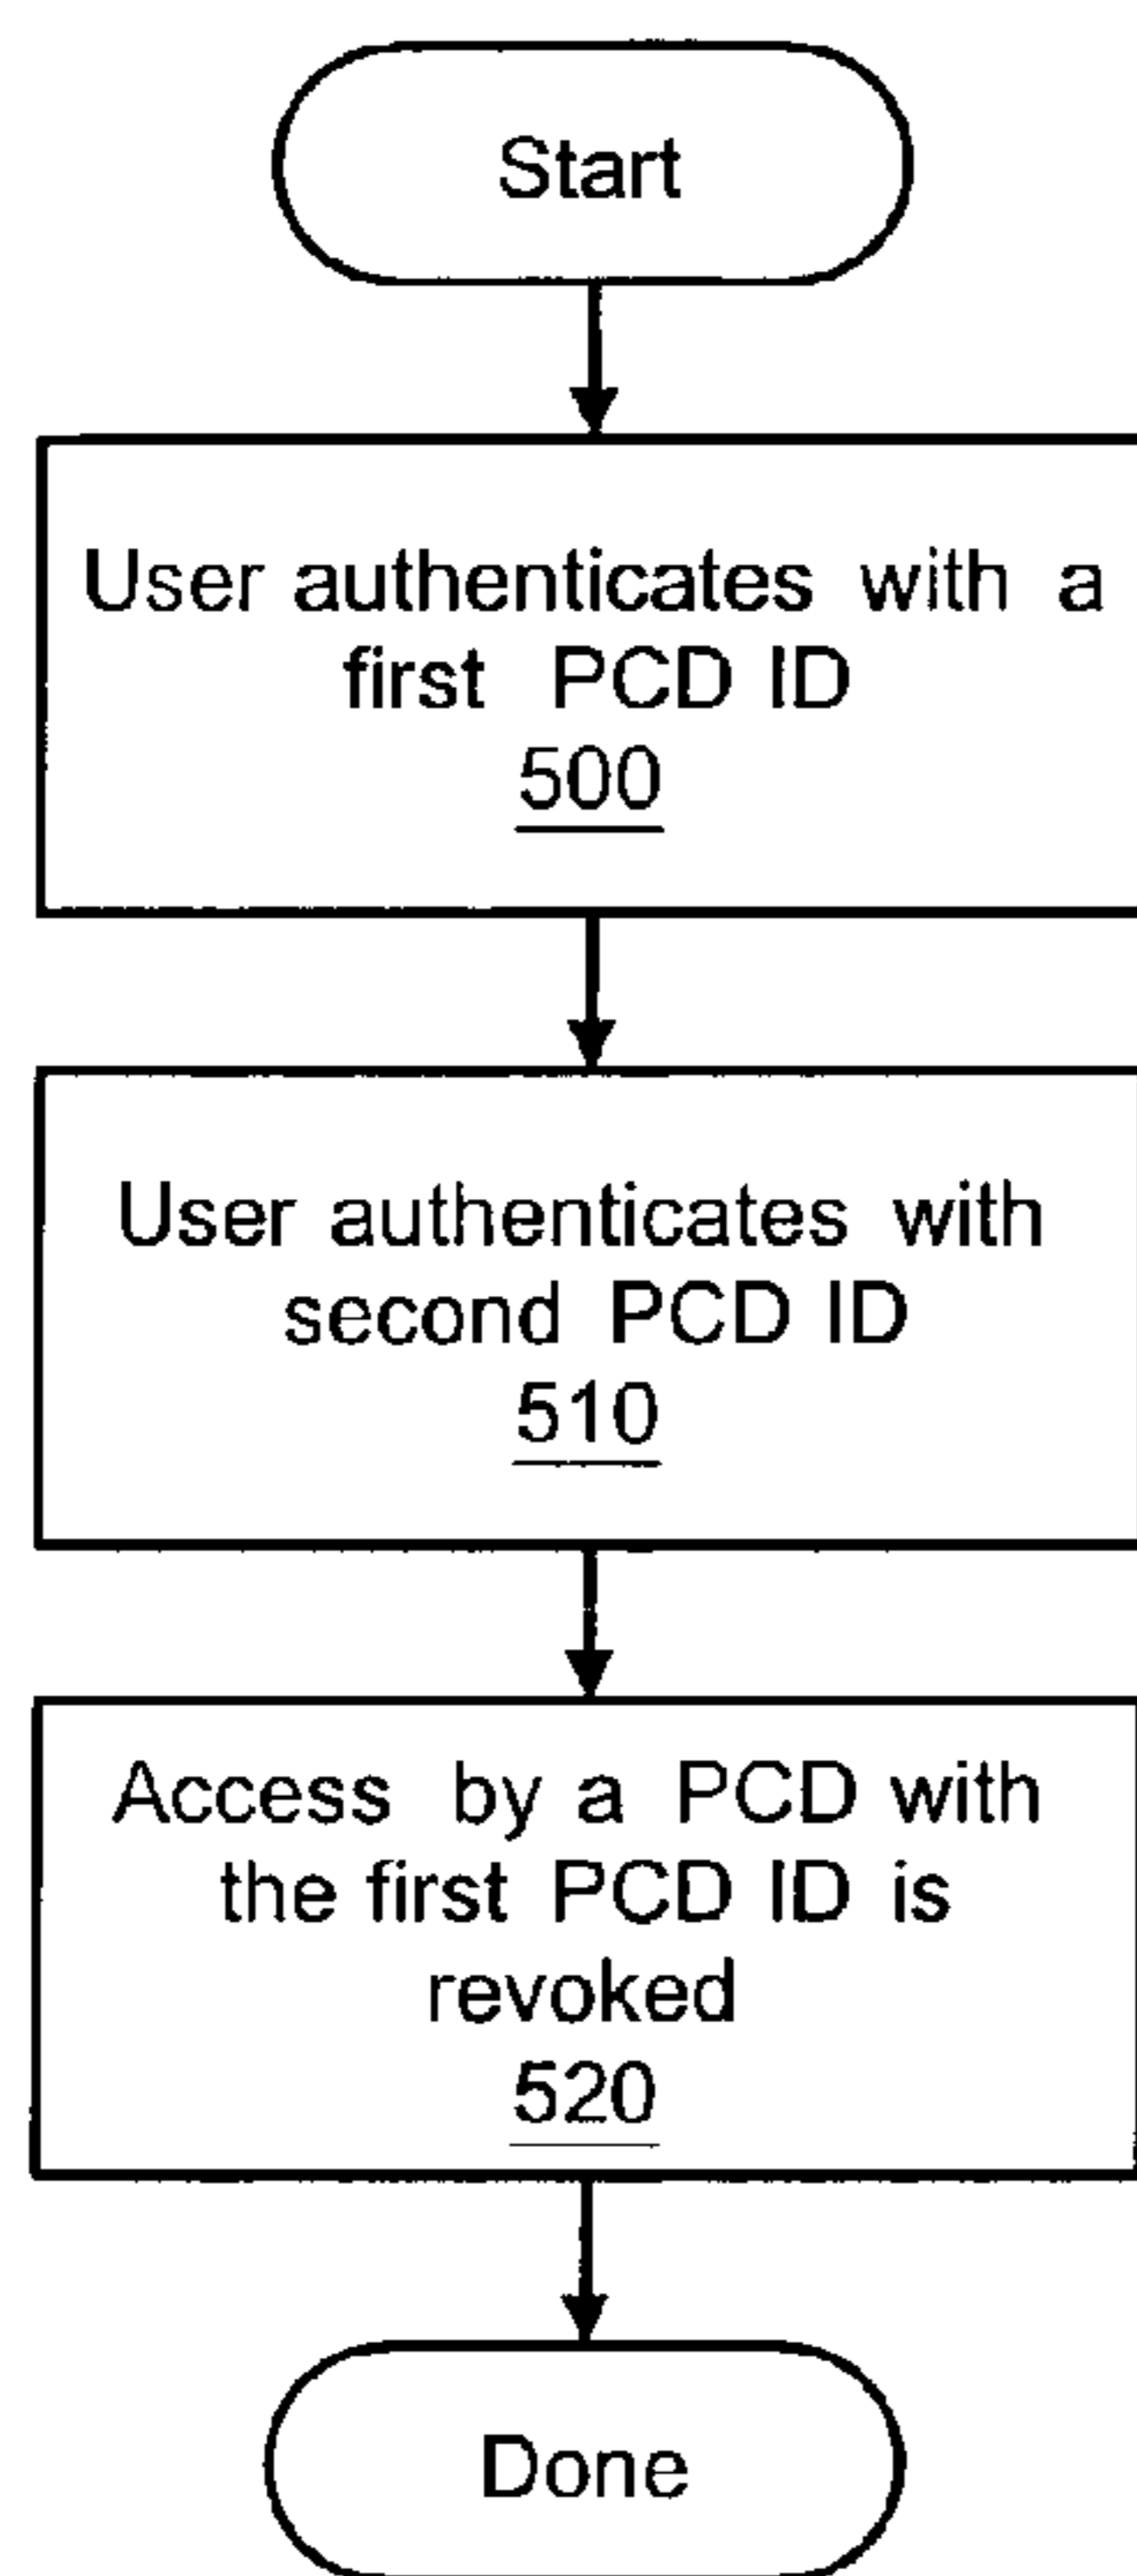 Start
User authenticates with a
first PCD ID
500
User authenticates with
second PCD ID
510
Access by a PCD with
the first PCD ID is
revoked
520
Done